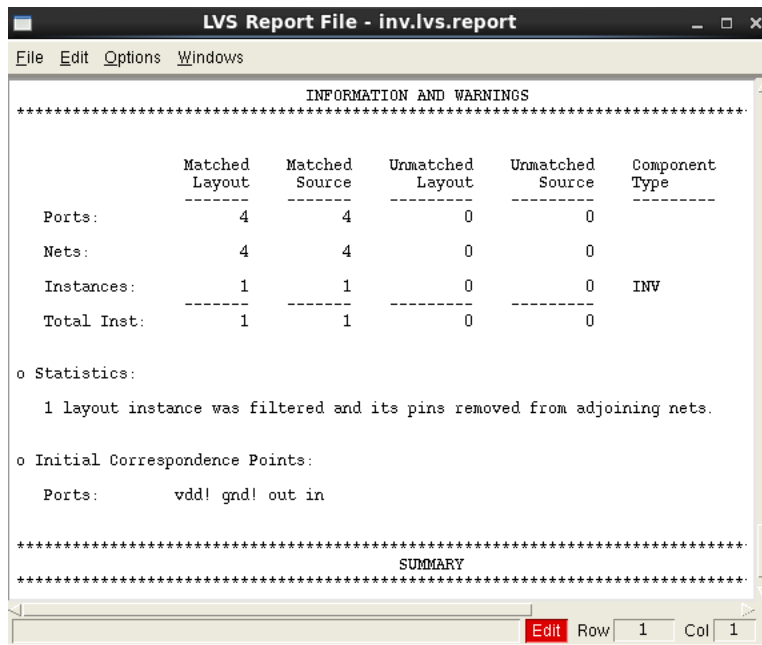 LVS Report File - inv.lvs.report
File Edit Options Windows
INFORMATION AND WARNINGS
******************************************************************************
Matched Matched Unmatched Unmatched Component
Layout Source Layout Source Type
------- ------- --------- --------- ---------
Ports: 4 4 0 0
Nets: 4 4 0 0
Instances: 1 1 0 0 INV
------- ------- --------- ---------
Total Inst: 1 1 0 0
o Statistics:
1 layout instance was filtered and its pins removed from adjoining nets.
o Initial Correspondence Points:
Ports: vdd! gnd! out in
******************************************************************************
SUMMARY
******************************************************************************
Edit Row 1 Col 1